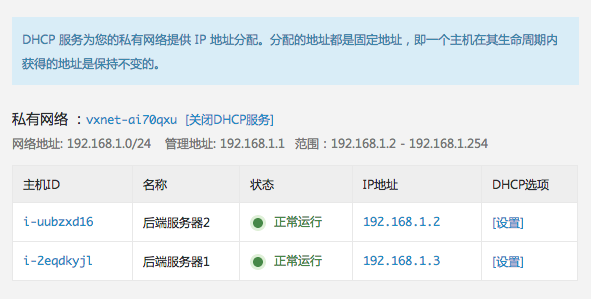 DHCP 服务为您的私有网络提供 IP 地址分配。分配的地址都是固定地址，即一个主机在其生命周期内
获得的地址是保持不变的。
私有网络 ：vxnet-ai70qxu [关闭DHCP服务]
网络地址: 192.168.1.0/24 管理地址: 192.168.1.1 范围：192.168.1.2 - 192.168.1.254
主机ID 名称 状态 IP地址 DHCP选项
i-uubzxd16 后端服务器2 正常运行 192.168.1.2 [设置]
i-2eqdkyjl 后端服务器1 正常运行 192.168.1.3 [设置]